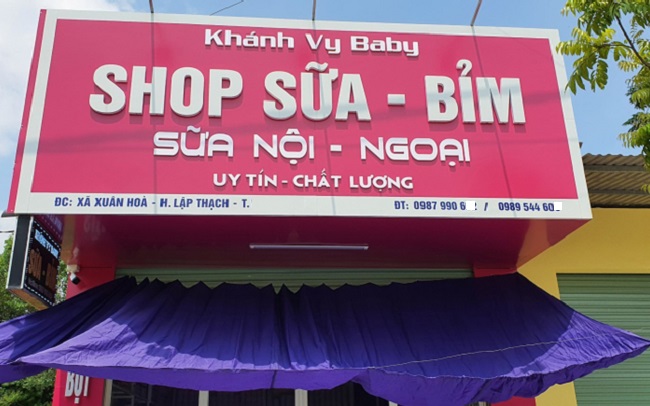 Khánh Vy Baby
SHOP SỮA - BỈM
SỮA NỘI - NGOẠI
UY TÍN - CHẤT LƯỢNG
ĐC: XÃ XUÂN HOÀ - H. LẬP THẠCH - T.
ĐT: 0987 990 6 / 0989 544 60
BỘT